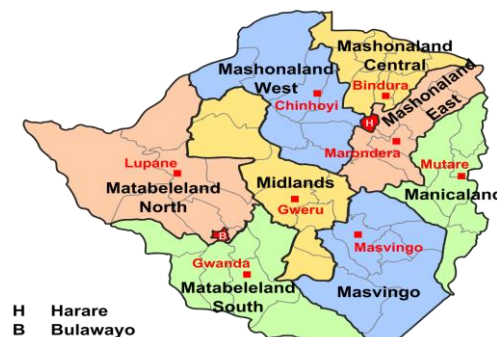 Mashonaland
Central
Bindura
Mashonaland
West
Chinhoyi
Mashonaland
East
H
Marondera
Mutare
Manicaland
Lupane
Matabeleland
North
Midlands
Gweru
B
Masvingo
Gwanda
Matabeleland
South
Masvingo
H Harare
B Bulawayo